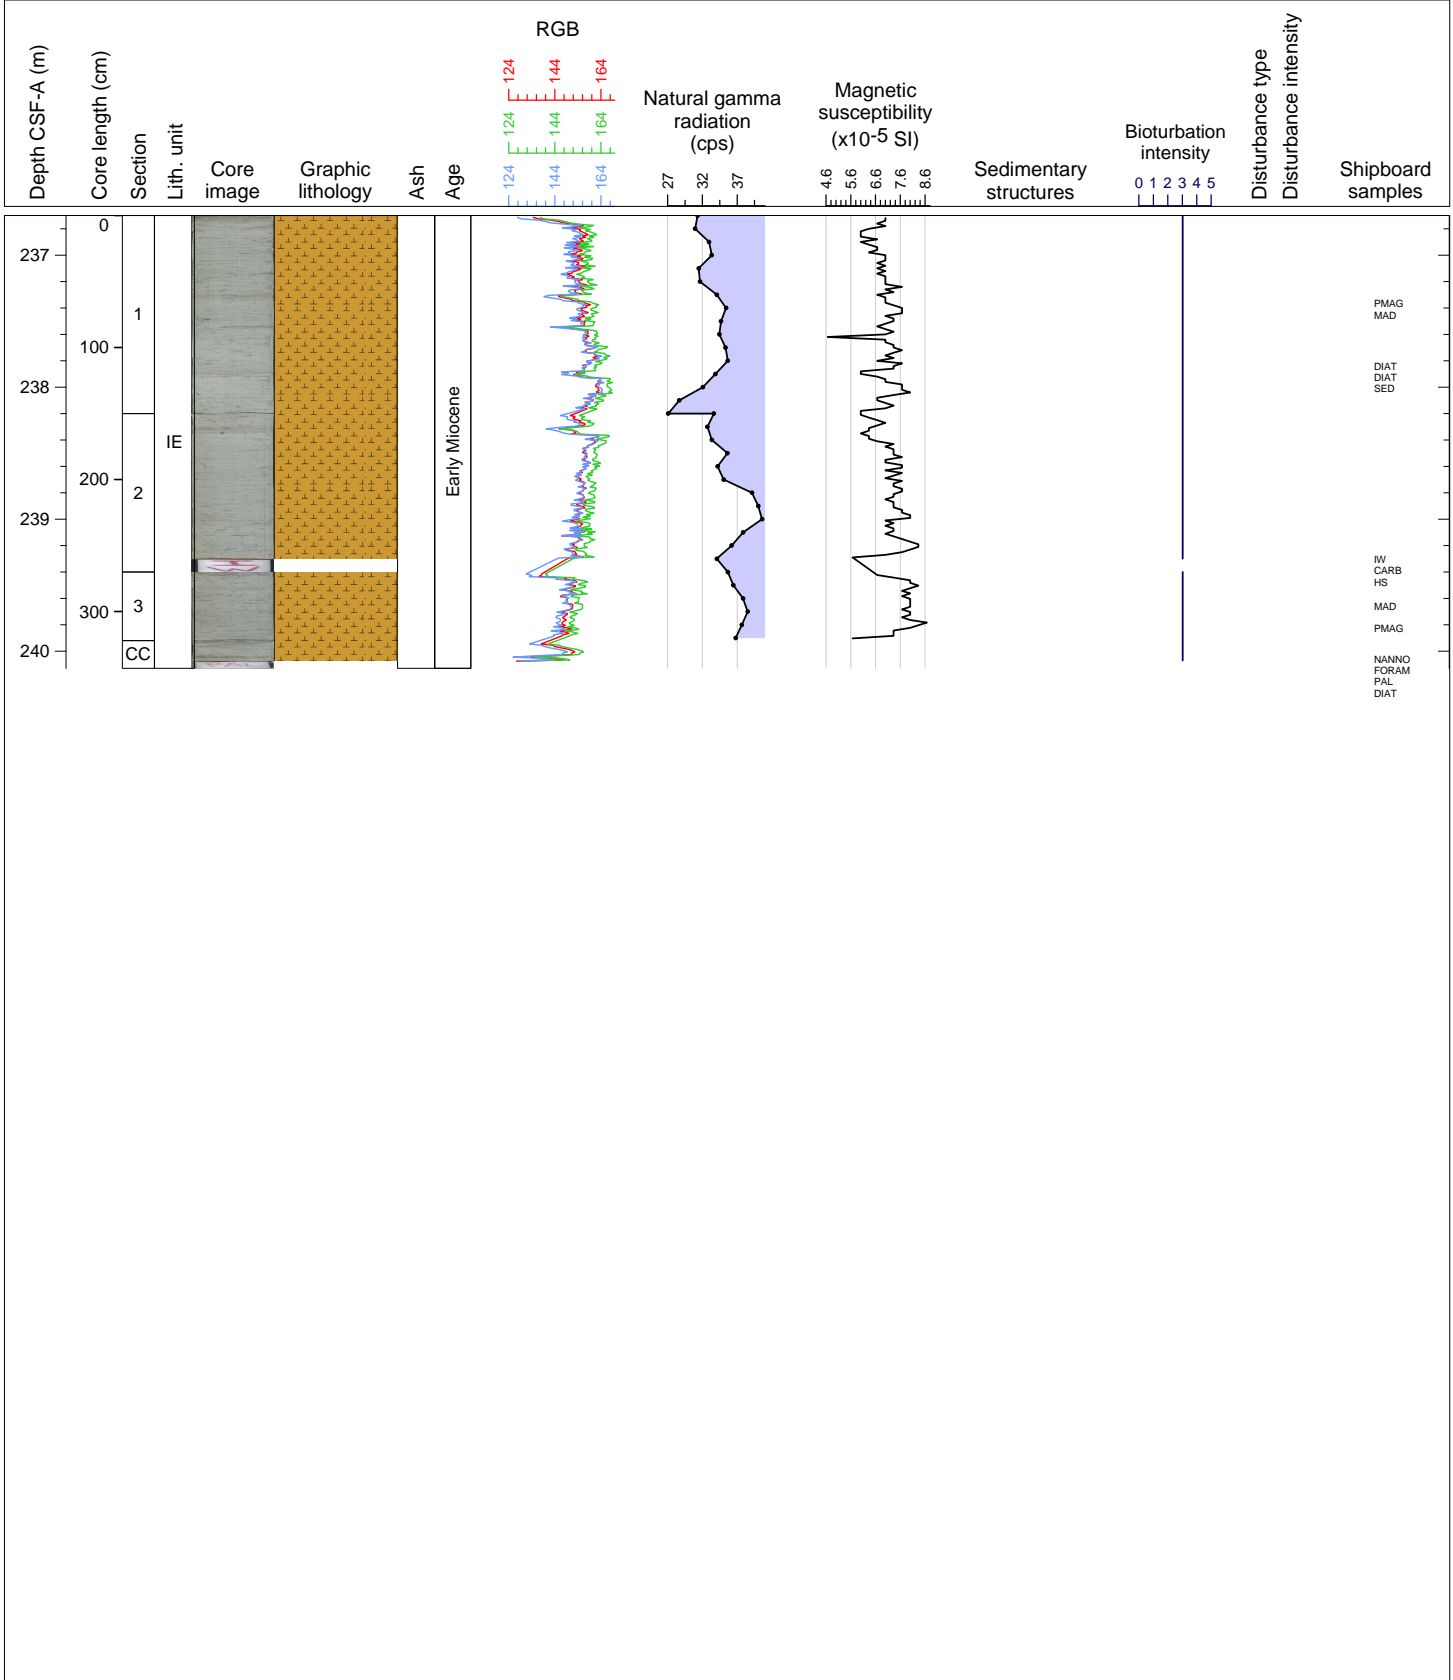 Depth CSF-A (m)
Core length (cm)
Section
Lith. unit
Core
image
Graphic
lithology
Ash
Age
RGB
124 144 164
124 144 164
124 144 164
Natural gamma
radiation
(cps)
27 32 37
Magnetic
susceptibility
(x10-5 SI)
4.6 5.6 6.6 7.6 8.6
Sedimentary
structures
Bioturbation
intensity
0 1 2 3 4 5
Disturbance type
Disturbance intensity
Shipboard
samples
237
238
239
240
0
100
200
300
1
2
3
CC
IE
Early Miocene
PMAG
MAD
DIAT
DIAT
SED
IW
CARB
HS
MAD
PMAG
NANNO
FORAM
PAL
DIAT